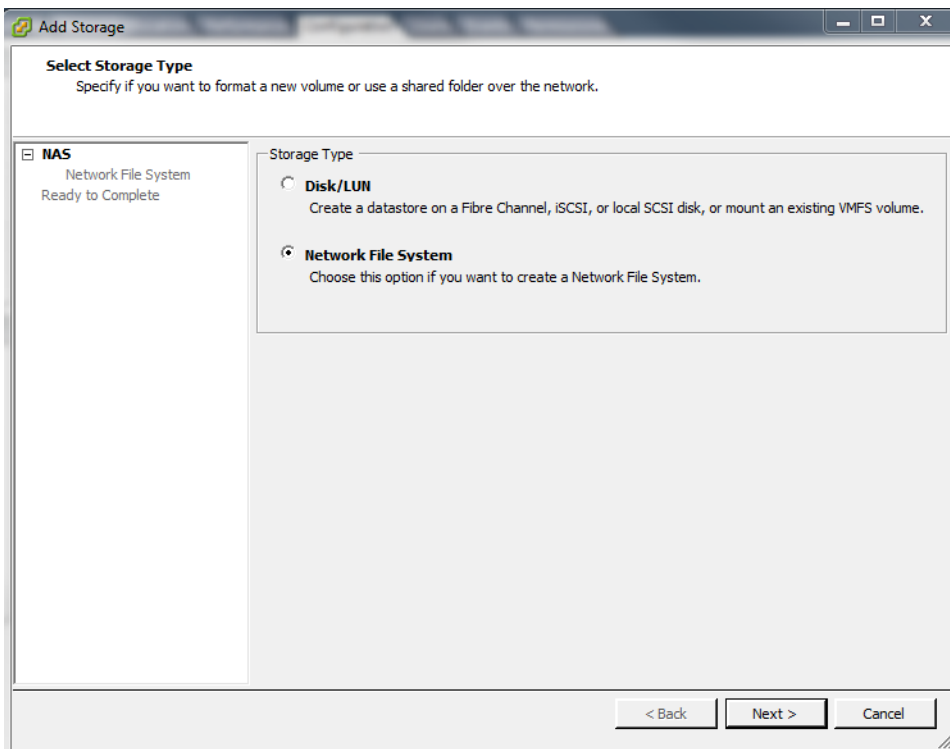 Add Storage
Select Storage Type
Specify if you want to format a new volume or use a shared folder over the network.
NAS
Network File System
Ready to Complete
Storage Type
Disk/LUN
Create a datastore on a Fibre Channel, iSCSI, or local SCSI disk, or mount an existing VMFS volume.
Network File System
Choose this option if you want to create a Network File System.
< Back
Next >
Cancel